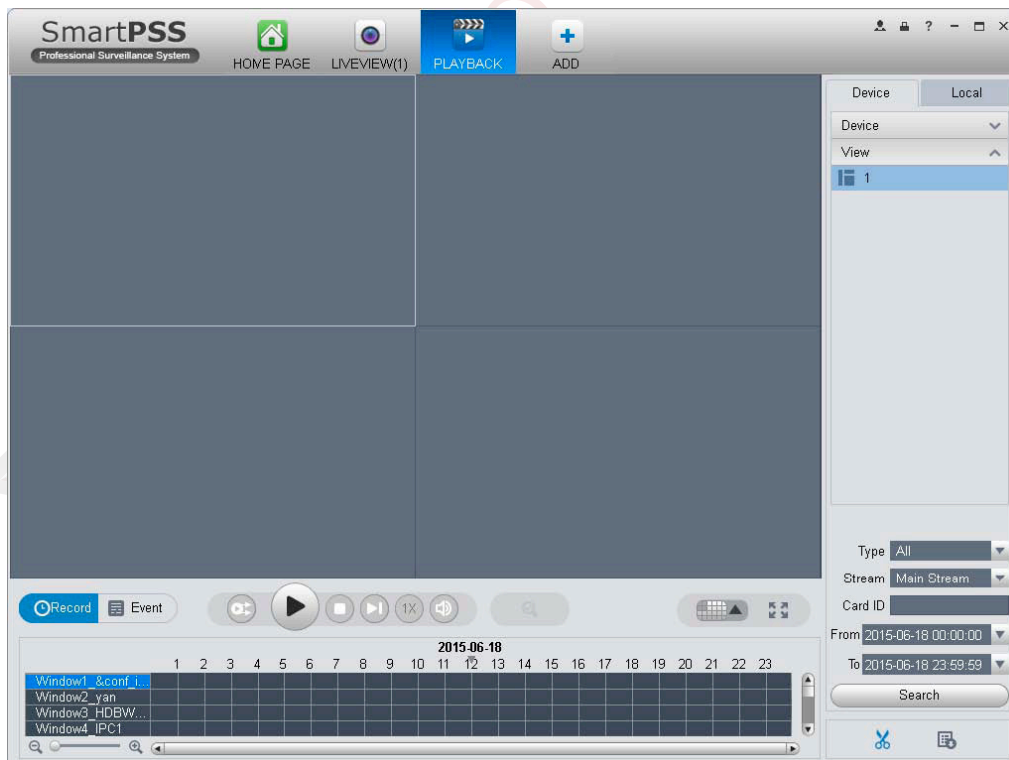 SmartPSS
Professional Surveillance System
HOME PAGE
LIVEVIEW(1)
PLAYBACK
ADD
?
Device
Local
Device
View
1
Type All
Stream Main Stream
Card ID
From 2015-06-18 00:00:00
To 2015-06-18 23:59:59
Search
Record
Event
1X
2015-06-18
1 2 3 4 5 6 7 8 9 10 11 12 13 14 15 16 17 18 19 20 21 22 23
Window1_&conf_i...
Window2_yan
Window3_HDBW...
Window4_IPC1